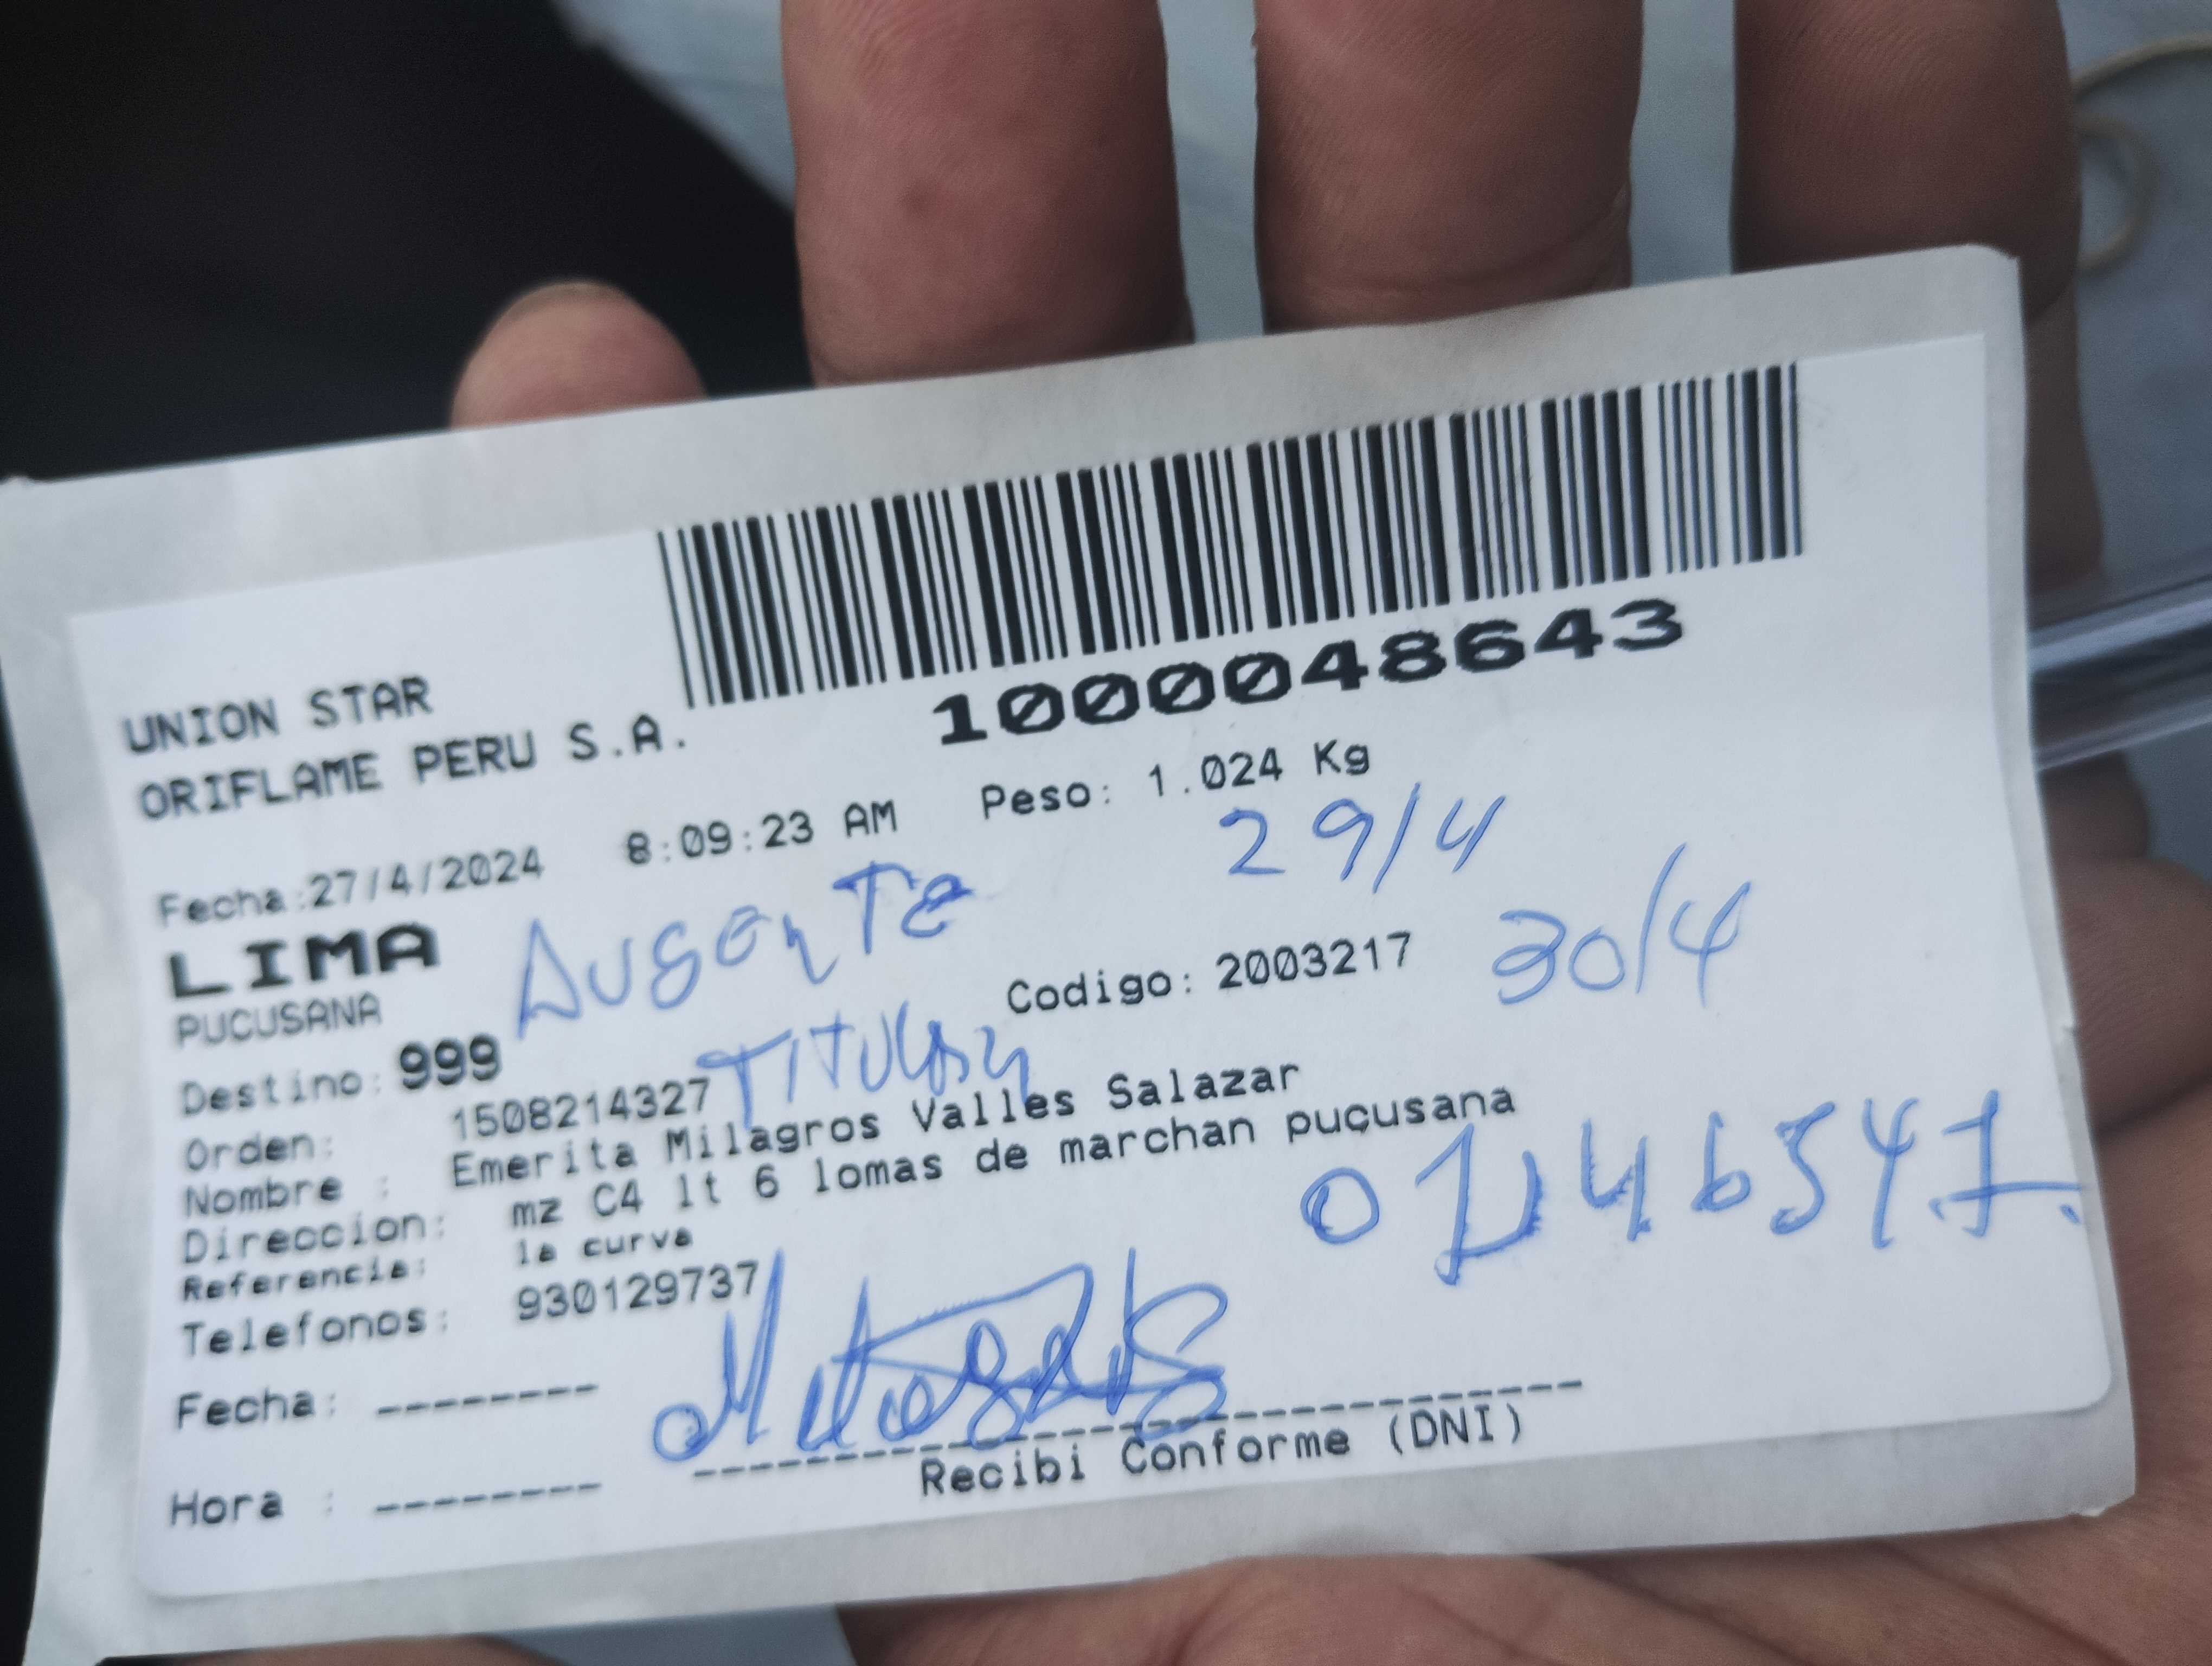 1000048643
UNION STAR
ORIFLAME PERU S.A.
Fecha:27/4/2024 8:09:23 AM Peso: 1.024 Kg
29/4
LIMA AUSENTE
PUCUSANA
Codigo: 2003217 30/4
Destino: 999 TITULAR
Orden: 1508214327
Nombre : Emerita Milagros Valles Salazar
Direccion: mz C4 lt 6 lomas de marchan pucusana
Referencia: la curva
Telefonos: 930129737
Fecha: --------
Hora : --------
Recibi Conforme (DNI)